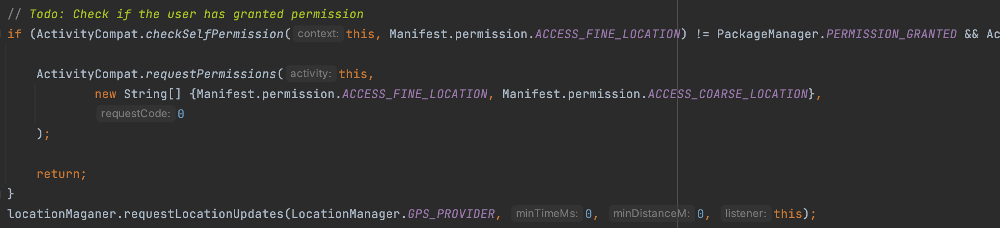 // Todo: Check if the user has granted permission
if (ActivityCompat.checkSelfPermission( context: this, Manifest.permission.ACCESS_FINE_LOCATION) != PackageManager.PERMISSION_GRANTED && Ac
ActivityCompat.requestPermissions( activity: this,
new String[] {Manifest.permission.ACCESS_FINE_LOCATION, Manifest.permission.ACCESS_COARSE_LOCATION},
requestCode: 0
);
return;
}
locationMaganer.requestLocationUpdates(LocationManager.GPS_PROVIDER, minTimeMs: 0, minDistanceM: 0, listener: this);